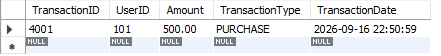 TransactionID UserID Amount TransactionType TransactionDate
4001 101 500.00 PURCHASE 2026-09-16 22:50:59
NULL NULL NULL NULL NULL